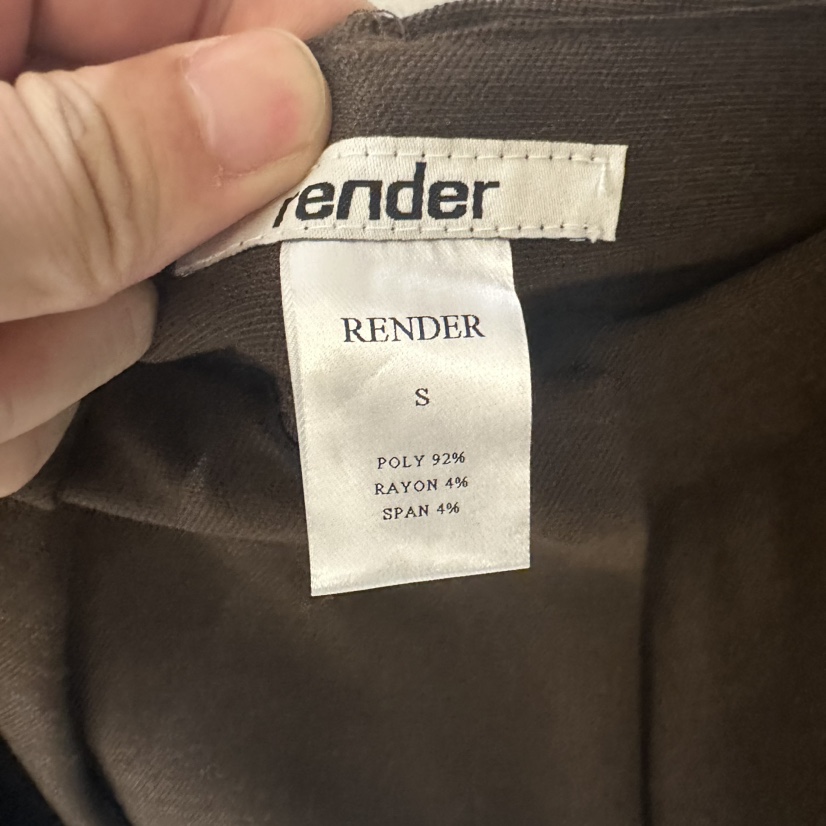 render
RENDER
S
POLY 92%
RAYON 4%
SPAN 4%